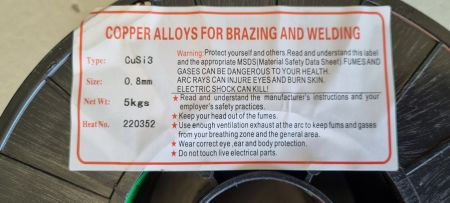 COPPER ALLOYS FOR BRAZING AND WELDING
Type: CuSi3
Size: 0.8mm
Net Wt: 5kgs
Heat No. 220352
Warning: Protect yourself and others. Read and understand this label
and the appropriate MSDS(Material Safety Data Sheet). FUMES AND
GASES CAN BE DANGEROUS TO YOUR HEALTH.
ARC RAYS CAN INJURE EYES AND BURN SKIN.
ELECTRIC SHOCK CAN KILL!
★ Read and understand the manufacturer's instructions and your
employer's safety practices.
★ Keep your head out of the fumes.
★ Use enough ventilation exhaust at the arc to keep fumes and gases
from your breathing zone and the general area.
★ Wear correct eye ,ear and body protection.
★ Do not touch live electrical parts.